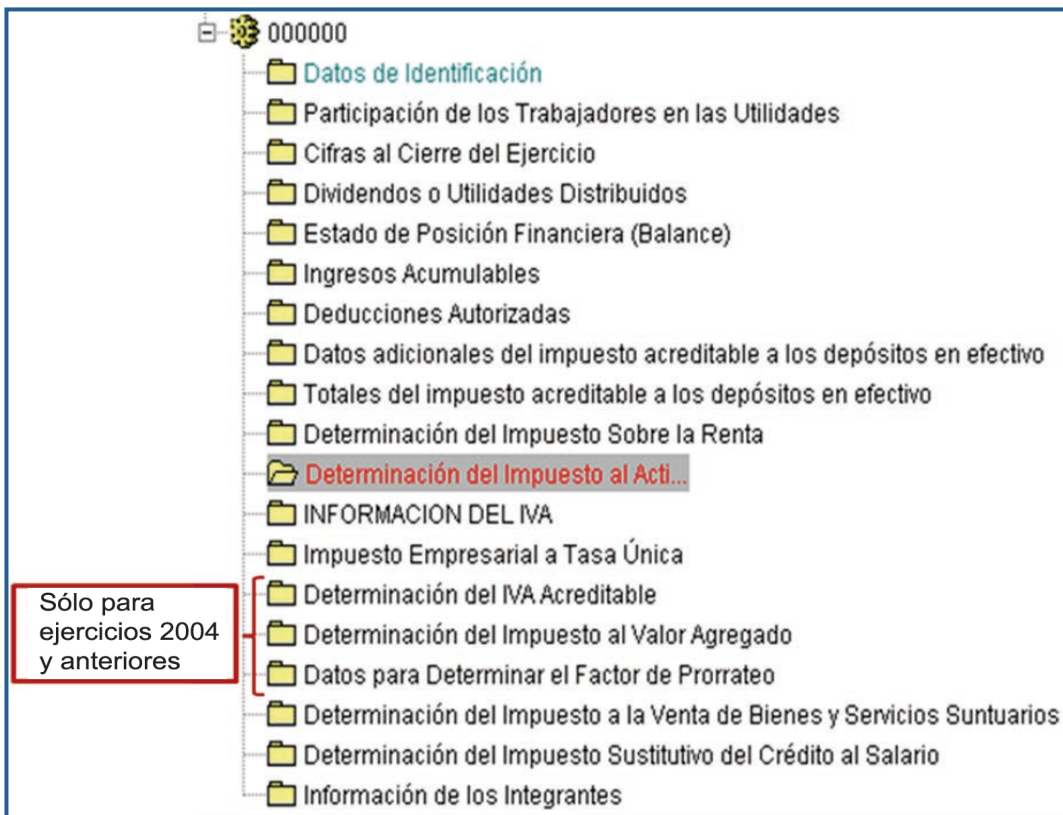 000000
Datos de Identificación
Participación de los Trabajadores en las Utilidades
Cifras al Cierre del Ejercicio
Dividendos o Utilidades Distribuidos
Estado de Posición Financiera (Balance)
Ingresos Acumulables
Deducciones Autorizadas
Datos adicionales del impuesto acreditable a los depósitos en efectivo
Totales del impuesto acreditable a los depósitos en efectivo
Determinación del Impuesto Sobre la Renta
Determinación del Impuesto al Acti...
INFORMACION DEL IVA
Impuesto Empresarial a Tasa Única
Sólo para
ejercicios 2004
y anteriores
Determinación del IVA Acreditable
Determinación del Impuesto al Valor Agregado
Datos para Determinar el Factor de Prorrateo
Determinación del Impuesto a la Venta de Bienes y Servicios Suntuarios
Determinación del Impuesto Sustitutivo del Crédito al Salario
Información de los Integrantes